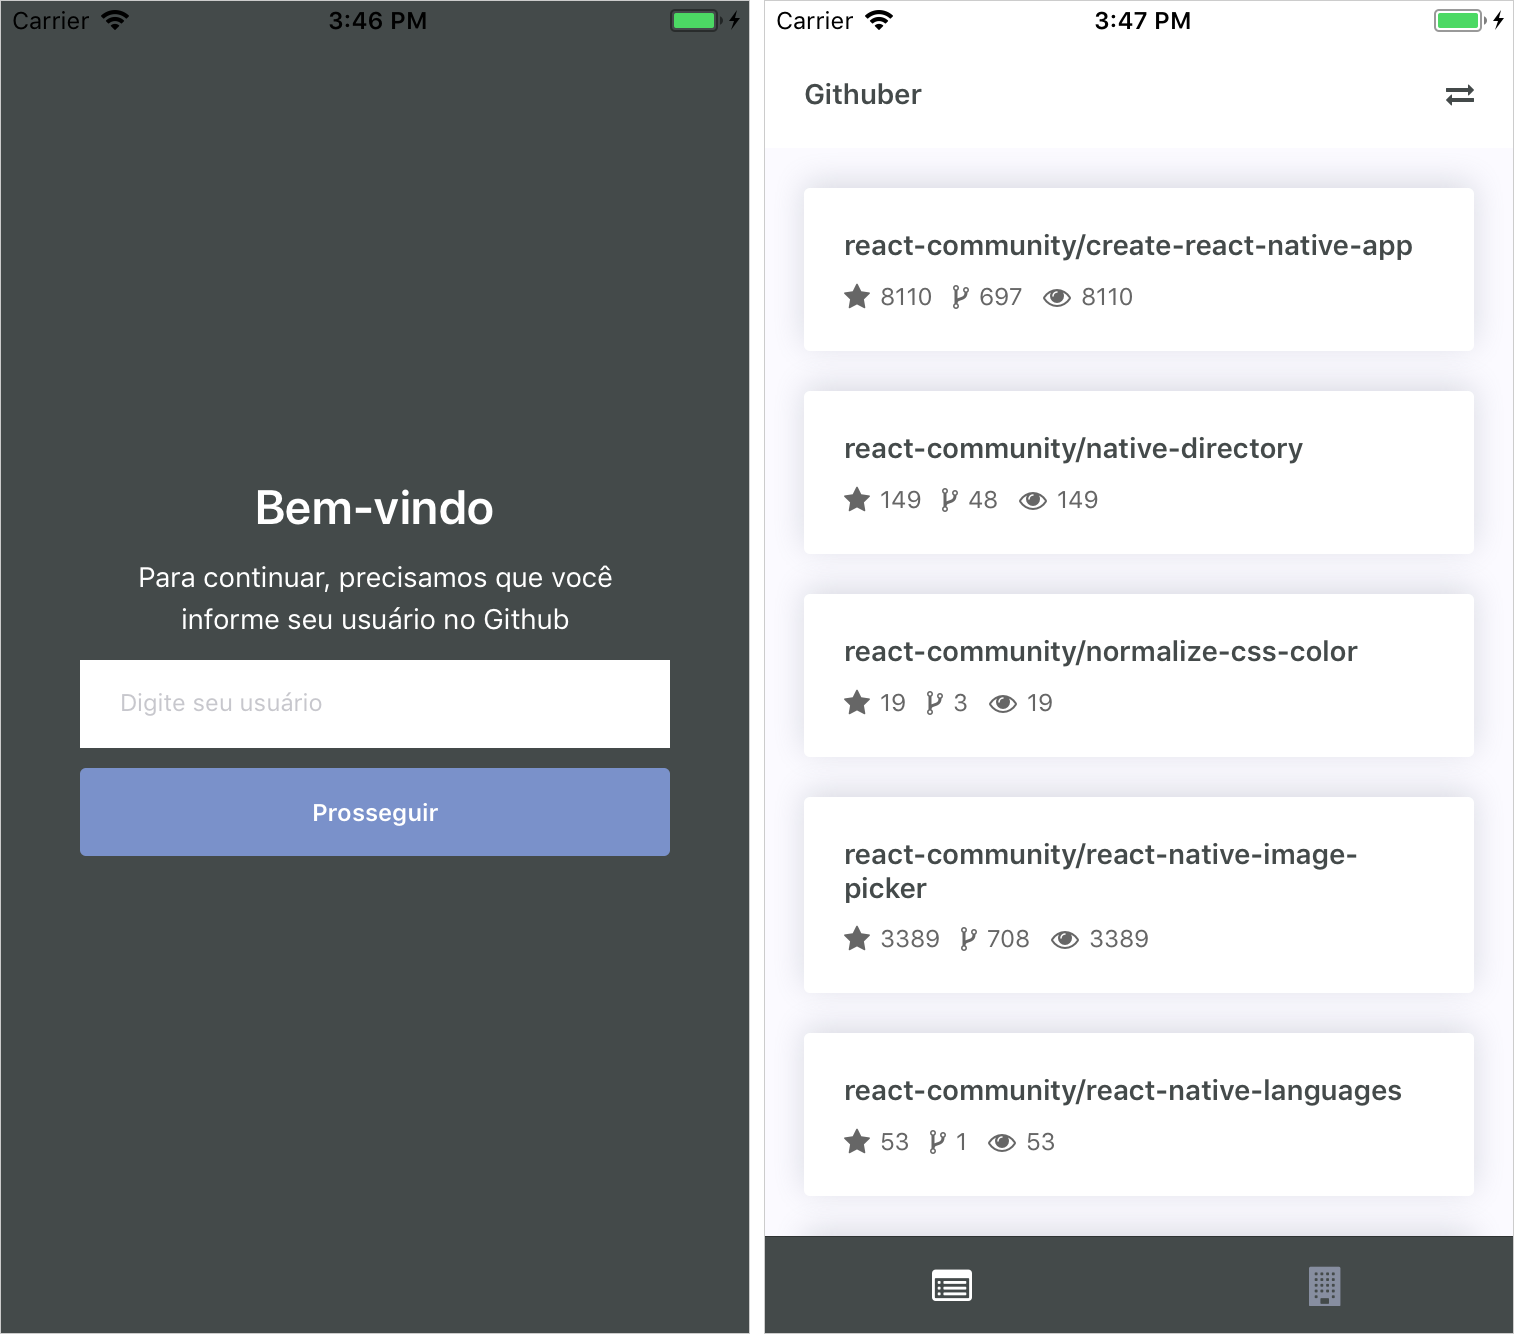 Carrier 3:46 PM
Bem-vindo
Para continuar, precisamos que você
informe seu usuário no Github
Digite seu usuário
Prosseguir
Carrier 3:47 PM
Githuber
react-community/create-react-native-app
8110 697 8110
react-community/native-directory
149 48 149
react-community/normalize-css-color
19 3 19
react-community/react-native-image-
picker
3389 708 3389
react-community/react-native-languages
53 1 53